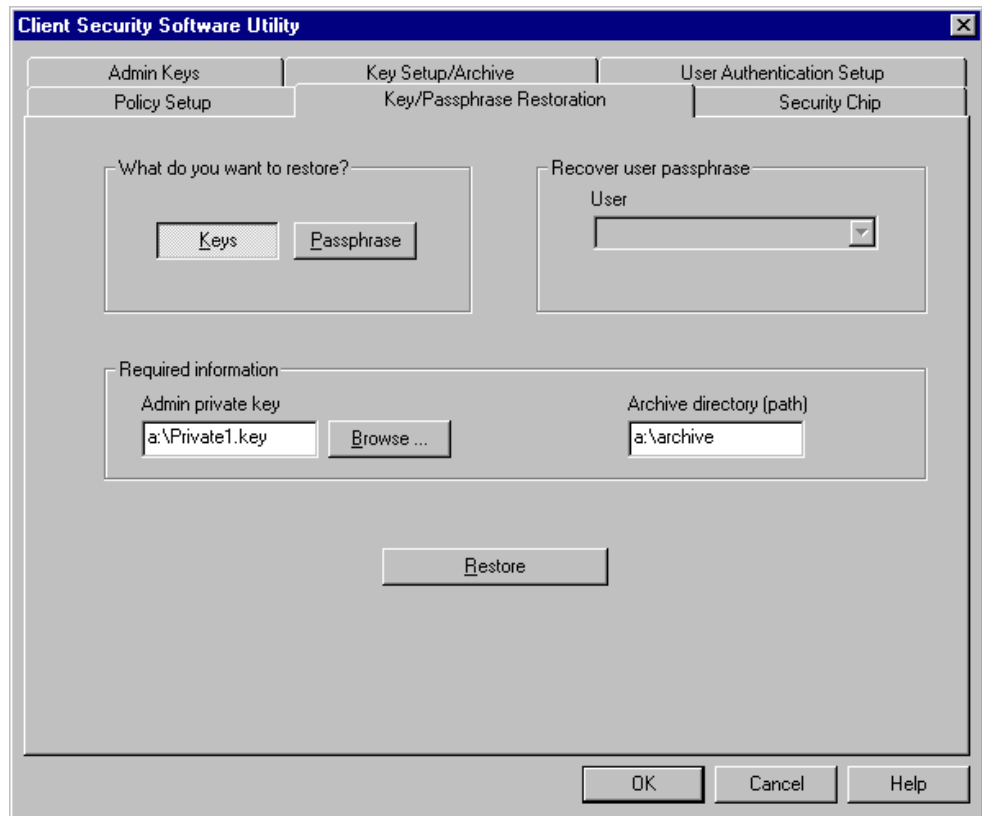 Client Security Software Utility
Admin Keys
Key Setup/Archive
User Authentication Setup
Policy Setup
Key/Passphrase Restoration
Security Chip
What do you want to restore?
Keys
Passphrase
Recover user passphrase
User
Required information
Admin private key
a:\Private1.key
Browse ...
Archive directory (path)
a:\archive
Restore
OK
Cancel
Help